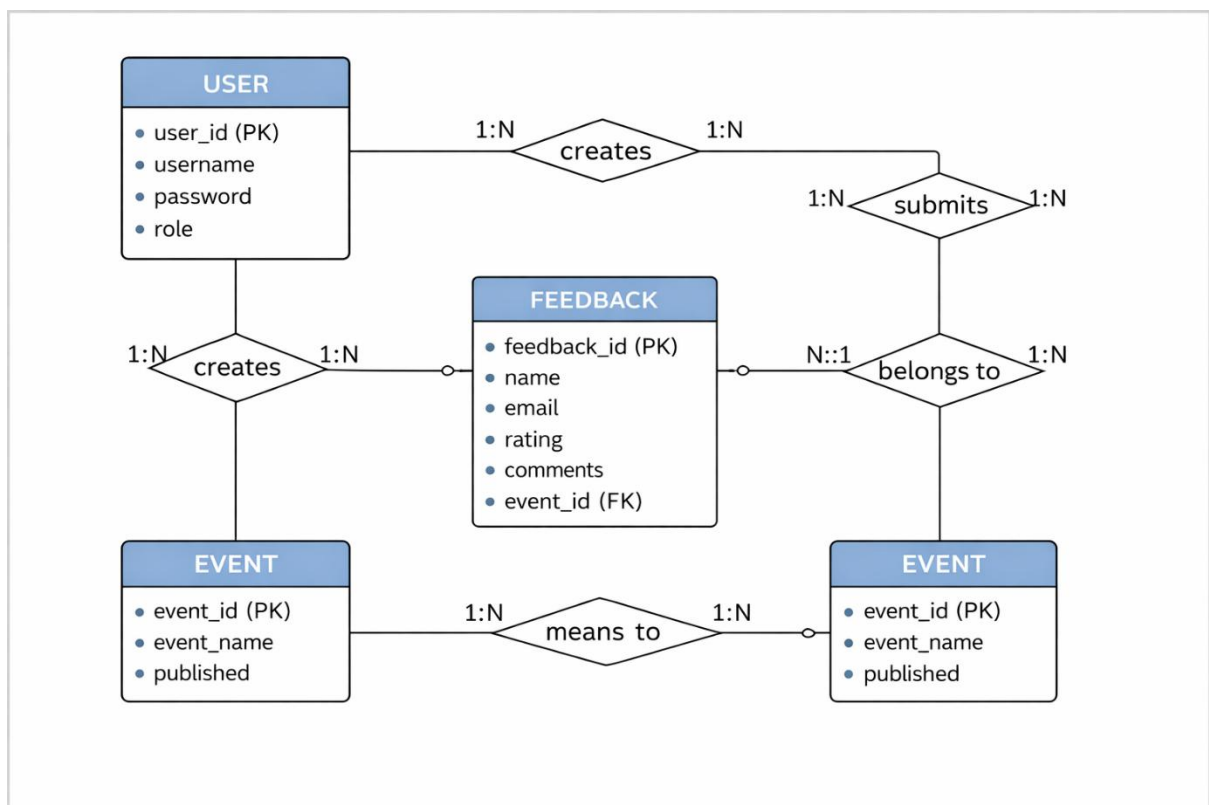 USER
user_id (PK)
username
password
role
1:N
creates
1:N
1:N
submits
1:N
FEEDBACK
feedback_id (PK)
name
email
rating
comments
event_id (FK)
1:N
creates
1:N
N::1
belongs to
1:N
EVENT
event_id (PK)
event_name
published
1:N
means to
1:N
EVENT
event_id (PK)
event_name
published